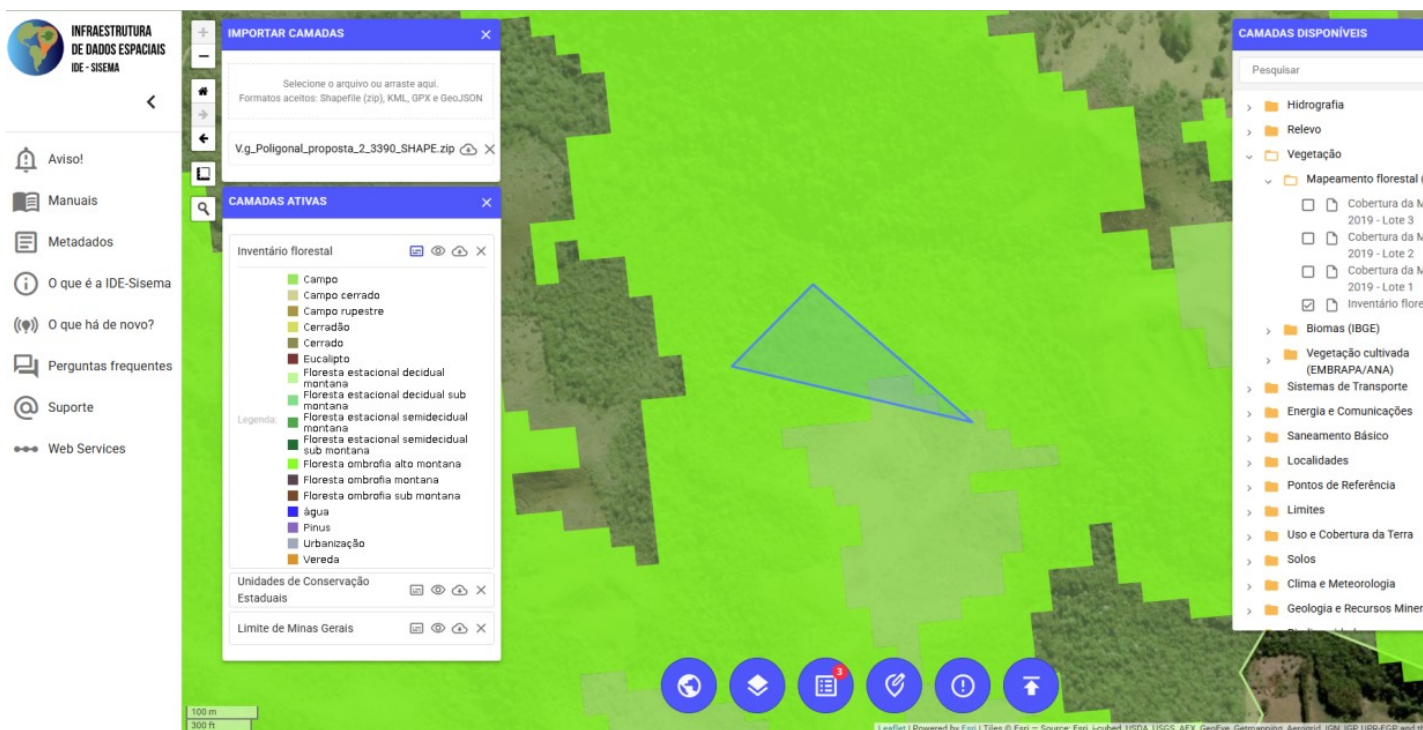 INFRAESTRUTURA
DE DADOS ESPACIAIS
IDE - SISEMA
Aviso!
Manuais
Metadados
O que é a IDE-Sisema
O que há de novo?
Perguntas frequentes
Suporte
Web Services
IMPORTAR CAMADAS
Selecione o arquivo ou arraste aqui.
Formatos aceitos: Shapefile (zip), KML, GPX e GeoJSON
V.g_Poligonal_proposta_2_3390_SHAPE.zip
CAMADAS ATIVAS
Inventário florestal
Legenda:
Campo
Campo cerrado
Campo rupestre
Cerradão
Cerrado
Eucalipto
Floresta estacional decidual
montana
Floresta estacional decidual sub
montana
Floresta estacional semidecidual
montana
Floresta estacional semidecidual
sub montana
Floresta ombrofia alto montana
Floresta ombrofia montana
Floresta ombrofia sub montana
água
Pinus
Urbanização
Vereda
Unidades de Conservação
Estaduais
Limite de Minas Gerais
100 m
300 ft
3
CAMADAS DISPONÍVEIS
Pesquisar
Hidrografia
Relevo
Vegetação
Mapeamento florestal (
Cobertura da M
2019 - Lote 3
Cobertura da M
2019 - Lote 2
Cobertura da M
2019 - Lote 1
Inventário flore
Biomas (IBGE)
Vegetação cultivada
(EMBRAPA/ANA)
Sistemas de Transporte
Energia e Comunicações
Saneamento Básico
Localidades
Pontos de Referência
Limites
Uso e Cobertura da Terra
Solos
Clima e Meteorologia
Geologia e Recursos Miner
Leaflet | Powered by Esri | Tiles © Esri — Source: Esri, i-cubed, USDA, USGS, AEX, GeoEye, Getmapping, Aerogrid, IGN, IGP, UPR-EGP, and th